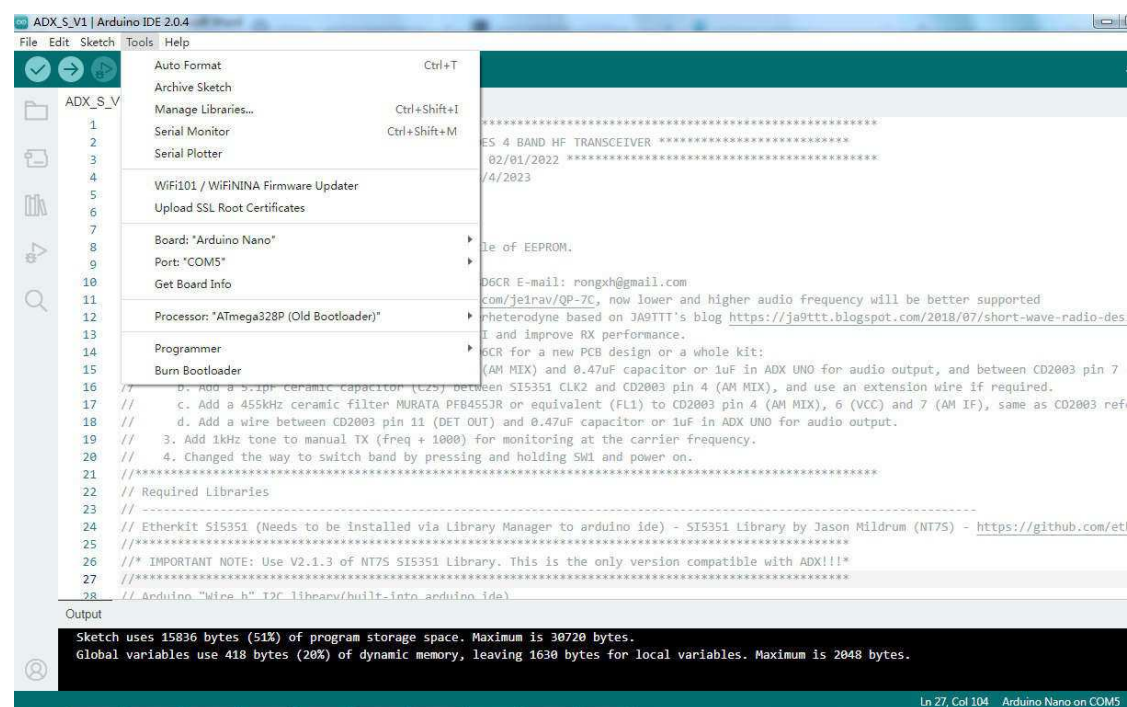 ADX_S_V1 | Arduino IDE 2.0.4
File Edit Sketch Tools Help
Auto Format Ctrl+T
Archive Sketch
ADX_S_V
Manage Libraries... Ctrl+Shift+I
Serial Monitor Ctrl+Shift+M
Serial Plotter
WiFi101 / WiFiNINA Firmware Updater
Upload SSL Root Certificates
Board: "Arduino Nano"
Port: "COM5"
Get Board Info
Processor: "ATmega328P (Old Bootloader)"
Programmer
Burn Bootloader
1 ********************************************************
2 ES 4 BAND HF TRANSCEIVER ***************************
3 02/01/2022 ********************************************
4 /4/2023
5
6
7
8 le of EEPROM.
9
10 D6CR E-mail: rongxh@gmail.com
11 com/je1rav/QP-7C, now lower and higher audio frequency will be better supported
12 rheterodyne based on JA9TTT's blog https://ja9ttt.blogspot.com/2018/07/short-wave-radio-des
13 I and improve RX performance.
14 6CR for a new PCB design or a whole kit:
15 (AM MIX) and 0.47uF capacitor or 1uF in ADX UNO for audio output, and between CD2003 pin 7
16 // b. Add a 5.1pF ceramic capacitor (C25) between SI5351 CLK2 and CD2003 pin 4 (AM MIX), and use an extension wire if required.
17 // c. Add a 455kHz ceramic filter MURATA PFB455JR or equivalent (FL1) to CD2003 pin 4 (AM MIX), 6 (VCC) and 7 (AM IF), same as CD2003 refe
18 // d. Add a wire between CD2003 pin 11 (DET OUT) and 0.47uF capacitor or 1uF in ADX UNO for audio output.
19 // 3. Add 1kHz tone to manual TX (freq + 1000) for monitoring at the carrier frequency.
20 // 4. Changed the way to switch band by pressing and holding SW1 and power on.
21 //*********************************************************************************************************
22 // Required Libraries
23 // ----------------------------------------------------------------------------------------------------------------------
24 // Etherkit Si5351 (Needs to be installed via Library Manager to arduino ide) - SI5351 Library by Jason Mildrum (NT7S) - https://github.com/et
25 //*****************************************************************************************************
26 //* IMPORTANT NOTE: Use V2.1.3 of NT7S SI5351 Library. This is the only version compatible with ADX!!!*
27 //*****************************************************************************************************
28 // Arduino "Wire.h" I2C library(built-into arduino ide)
Output
Sketch uses 15836 bytes (51%) of program storage space. Maximum is 30720 bytes.
Global variables use 418 bytes (20%) of dynamic memory, leaving 1630 bytes for local variables. Maximum is 2048 bytes.
Ln 27, Col 104 Arduino Nano on COM5